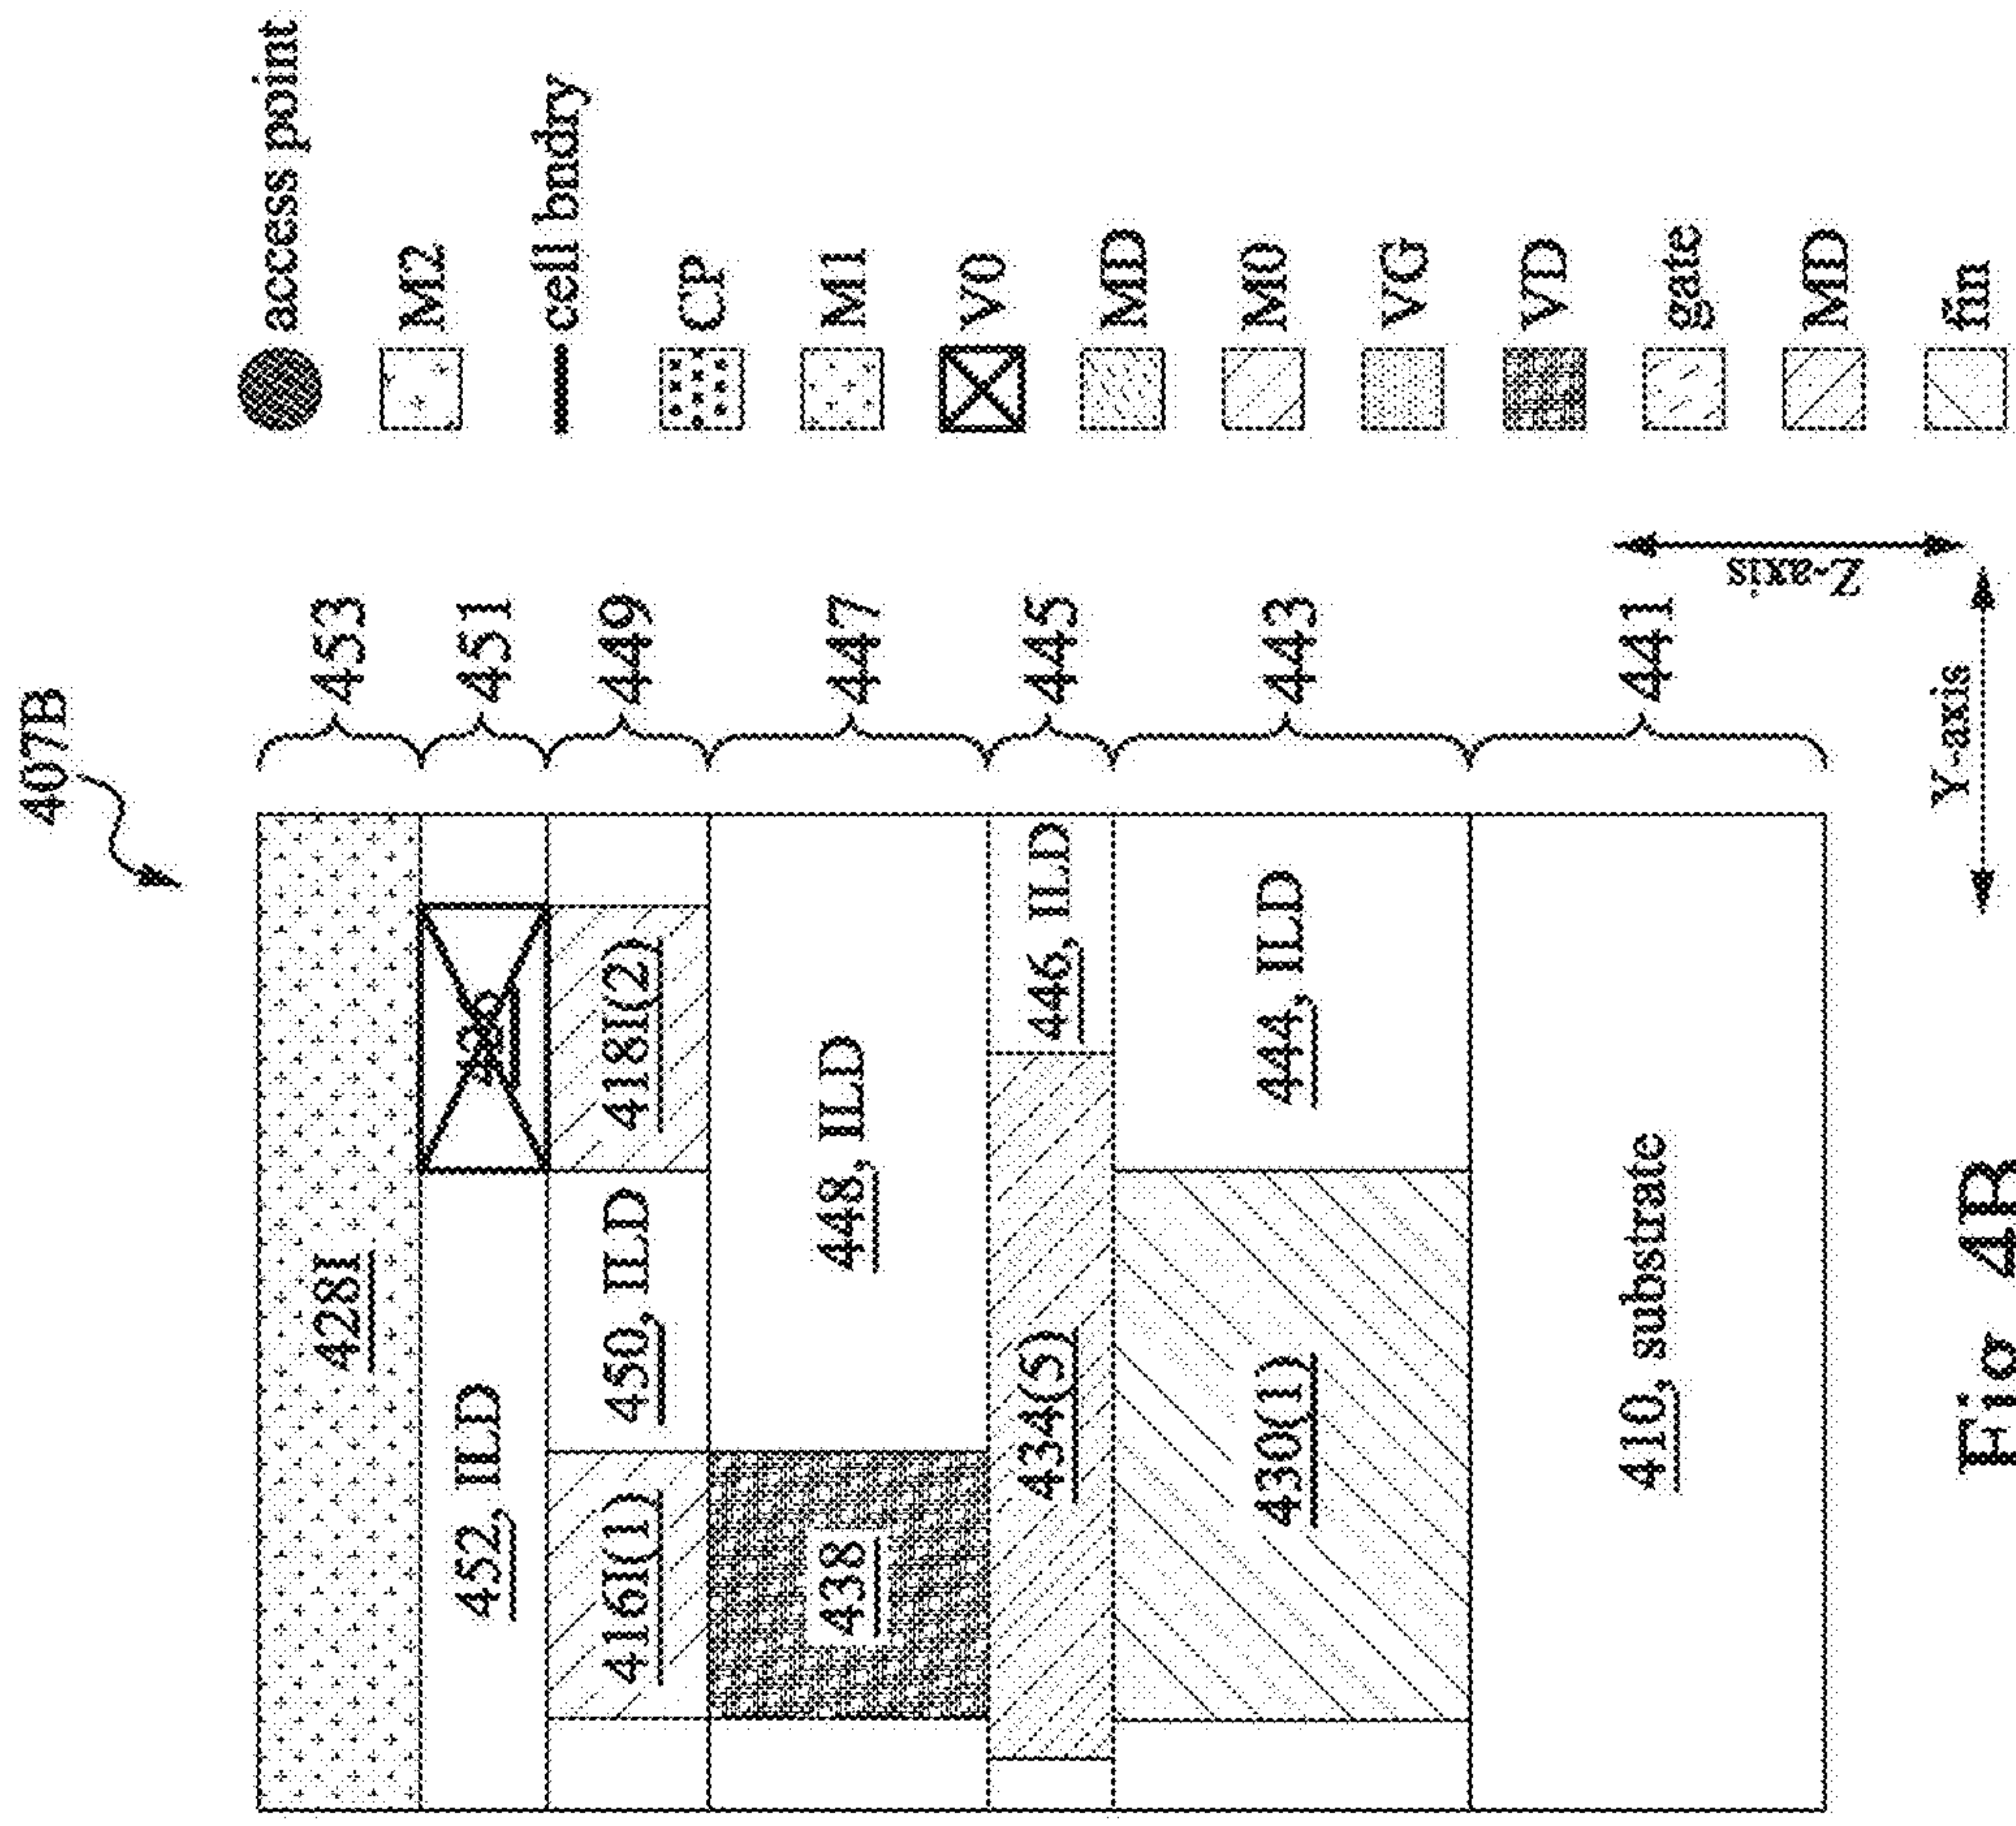 407B
428I
453
452, ILD
451
416I(1)
450, ILD
418I(2)
449
438
448, ILD
447
434(5)
446, ILD
445
430(1)
444, ILD
443
410, substrate
441
Z-axis
Y-axis
access point
M2
cell bndry
CP
M1
V0
MD
M0
VG
VD
gate
MD
fin
Fig. 4B